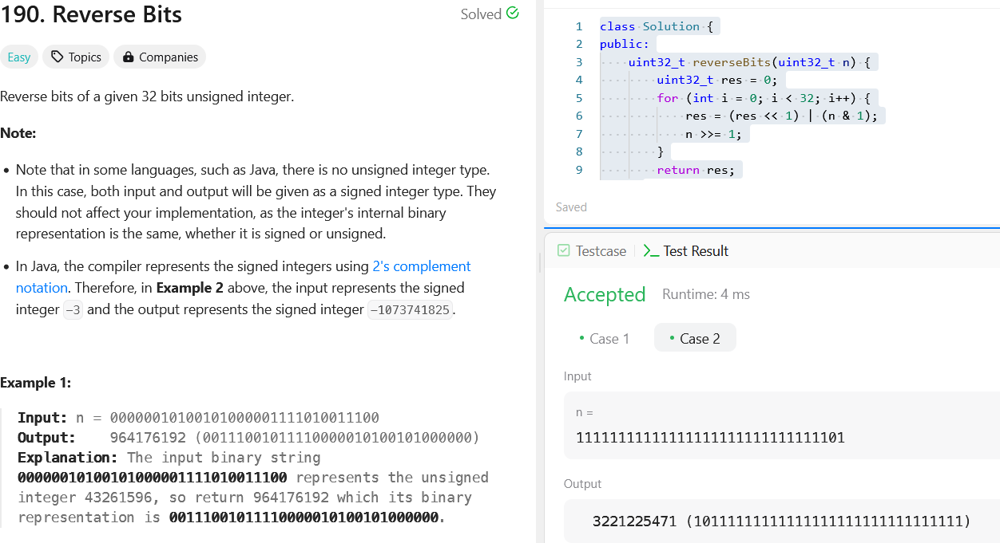 190. Reverse Bits
Solved
Easy
Topics
Companies
Reverse bits of a given 32 bits unsigned integer.
Note:
• Note that in some languages, such as Java, there is no unsigned integer type.
In this case, both input and output will be given as a signed integer type. They
should not affect your implementation, as the integer's internal binary
representation is the same, whether it is signed or unsigned.
• In Java, the compiler represents the signed integers using 2's complement
notation. Therefore, in Example 2 above, the input represents the signed
integer -3 and the output represents the signed integer -1073741825.
Example 1:
Input: n = 00000010100101000001111010011100
Output:    964176192 (00111001011110000010100101000000)
Explanation: The input binary string
00000010100101000001111010011100 represents the unsigned
integer 43261596, so return 964176192 which its binary
representation is 00111001011110000010100101000000.
1 class Solution {
2 public:
3     uint32_t reverseBits(uint32_t n) {
4         uint32_t res = 0;
5         for (int i = 0; i < 32; i++) {
6             res = (res << 1) | (n & 1);
7             n >>= 1;
8         }
9         return res;
Saved
Testcase
Test Result
Accepted
Runtime: 4 ms
• Case 1
• Case 2
Input
n =
11111111111111111111111111111101
Output
3221225471 (10111111111111111111111111111111)